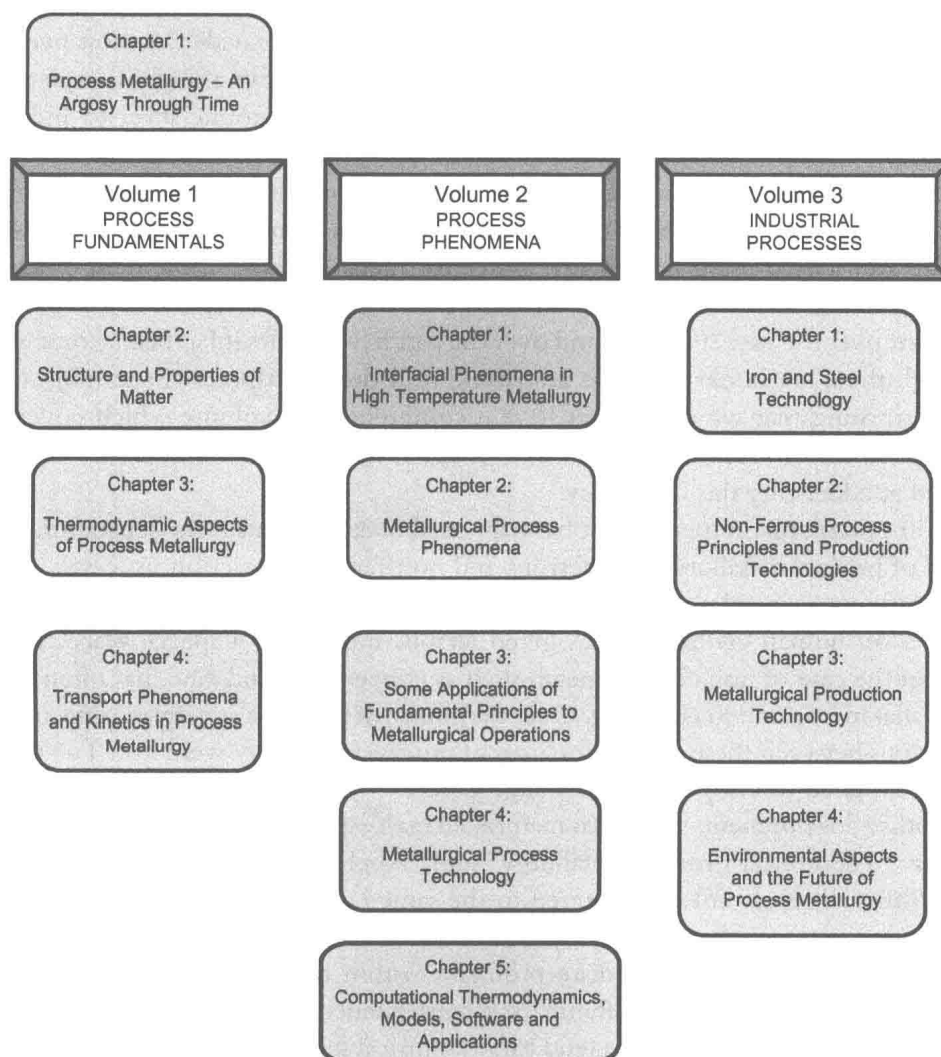 Chapter 1:
Process Metallurgy – An
Argosy Through Time
Volume 1
PROCESS
FUNDAMENTALS
Chapter 2:
Structure and Properties of
Matter
Chapter 3:
Thermodynamic Aspects
of Process Metallurgy
Chapter 4:
Transport Phenomena
and Kinetics in Process
Metallurgy
Volume 2
PROCESS
PHENOMENA
Chapter 1:
Interfacial Phenomena in
High Temperature Metallurgy
Chapter 2:
Metallurgical Process
Phenomena
Chapter 3:
Some Applications of
Fundamental Principles to
Metallurgical Operations
Chapter 4:
Metallurgical Process
Technology
Chapter 5:
Computational Thermodynamics,
Models, Software and
Applications
Volume 3
INDUSTRIAL
PROCESSES
Chapter 1:
Iron and Steel
Technology
Chapter 2:
Non-Ferrous Process
Principles and Production
Technologies
Chapter 3:
Metallurgical Production
Technology
Chapter 4:
Environmental Aspects
and the Future of
Process Metallurgy